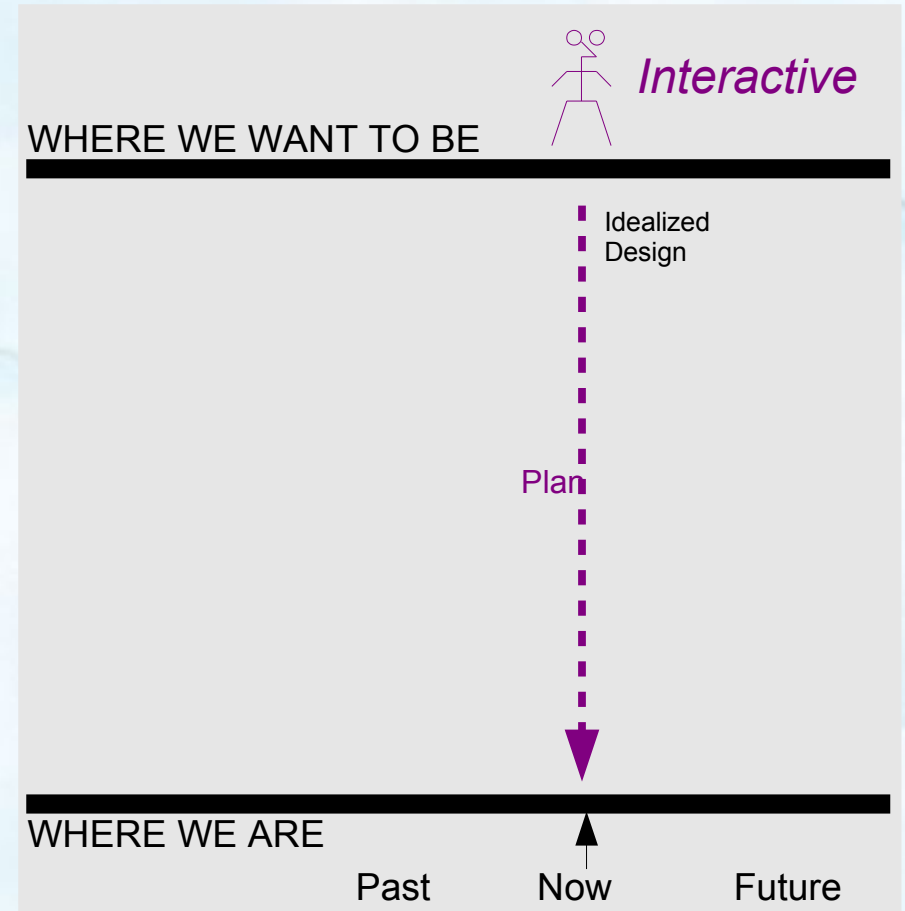 Interactive
WHERE WE WANT TO BE
Idealized
Design
Plan
WHERE WE ARE
Past Now Future